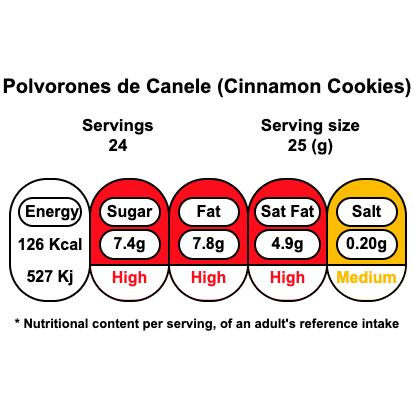 Polvorones de Canele (Cinnamon Cookies)
Servings Serving size
24 25 (g)
Energy Sugar Fat Sat Fat Salt
126 Kcal 7.4g 7.8g 4.9g 0.20g
527 Kj High High High Medium
* Nutritional content per serving, of an adult's reference intake